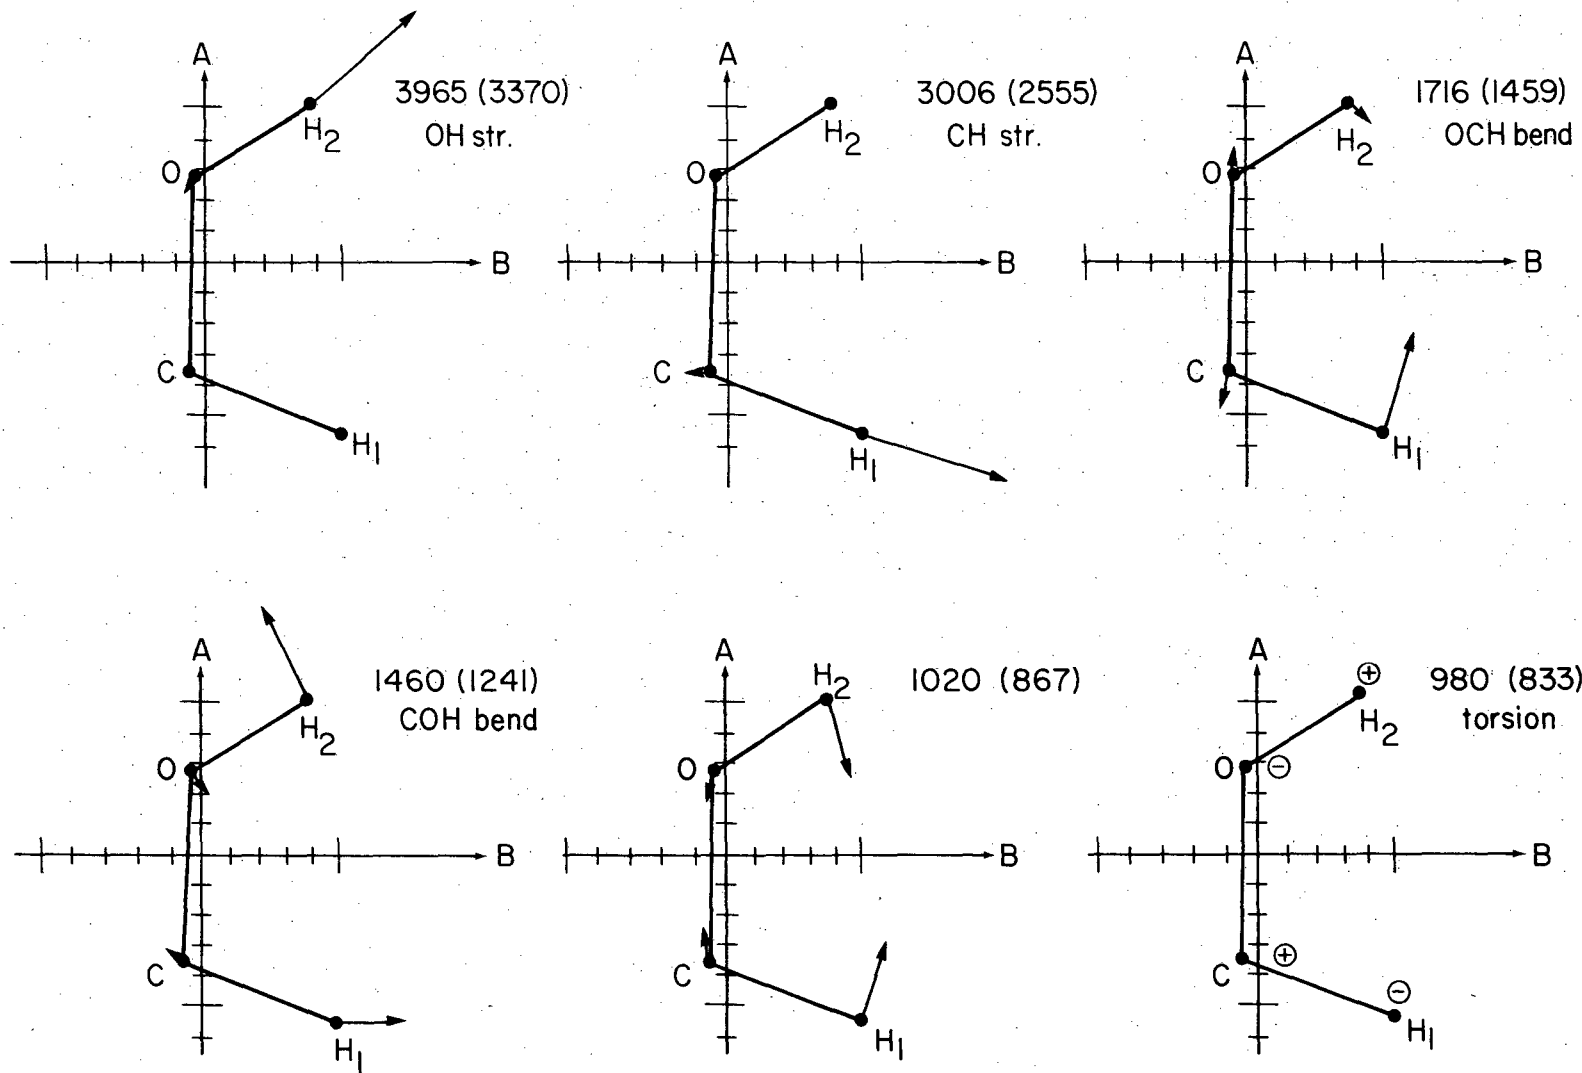 A
3965 (3370)
OH str.
H2
O
B
C
H1
A
3006 (2555)
CH str.
H2
O
B
C
H1
A
1716 (1459)
OCH bend
H2
O
B
C
H1
A
1460 (1241)
COH bend
H2
O
B
C
H1
A
H2
1020 (867)
O
B
C
H1
A
⊕
980 (833)
H2
torsion
O ⊖
B
C ⊕
⊖
H1